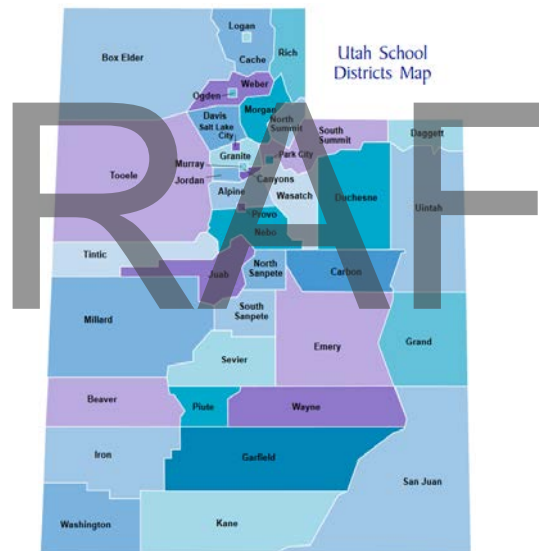 Utah School
Districts Map
Logan
Box Elder
Cache
Rich
Weber
Ogden
Morgan
Davis
Salt Lake
City
North
Summit
South
Summit
Daggett
Tooele
Granite
Park City
Murray
Jordan
Canyons
Alpine
Wasatch
Duchesne
Uintah
Provo
Nebo
Tintic
Juab
North
Sanpete
Carbon
Millard
South
Sanpete
Emery
Grand
Sevier
Beaver
Piute
Wayne
Iron
Garfield
San Juan
Washington
Kane
RAF